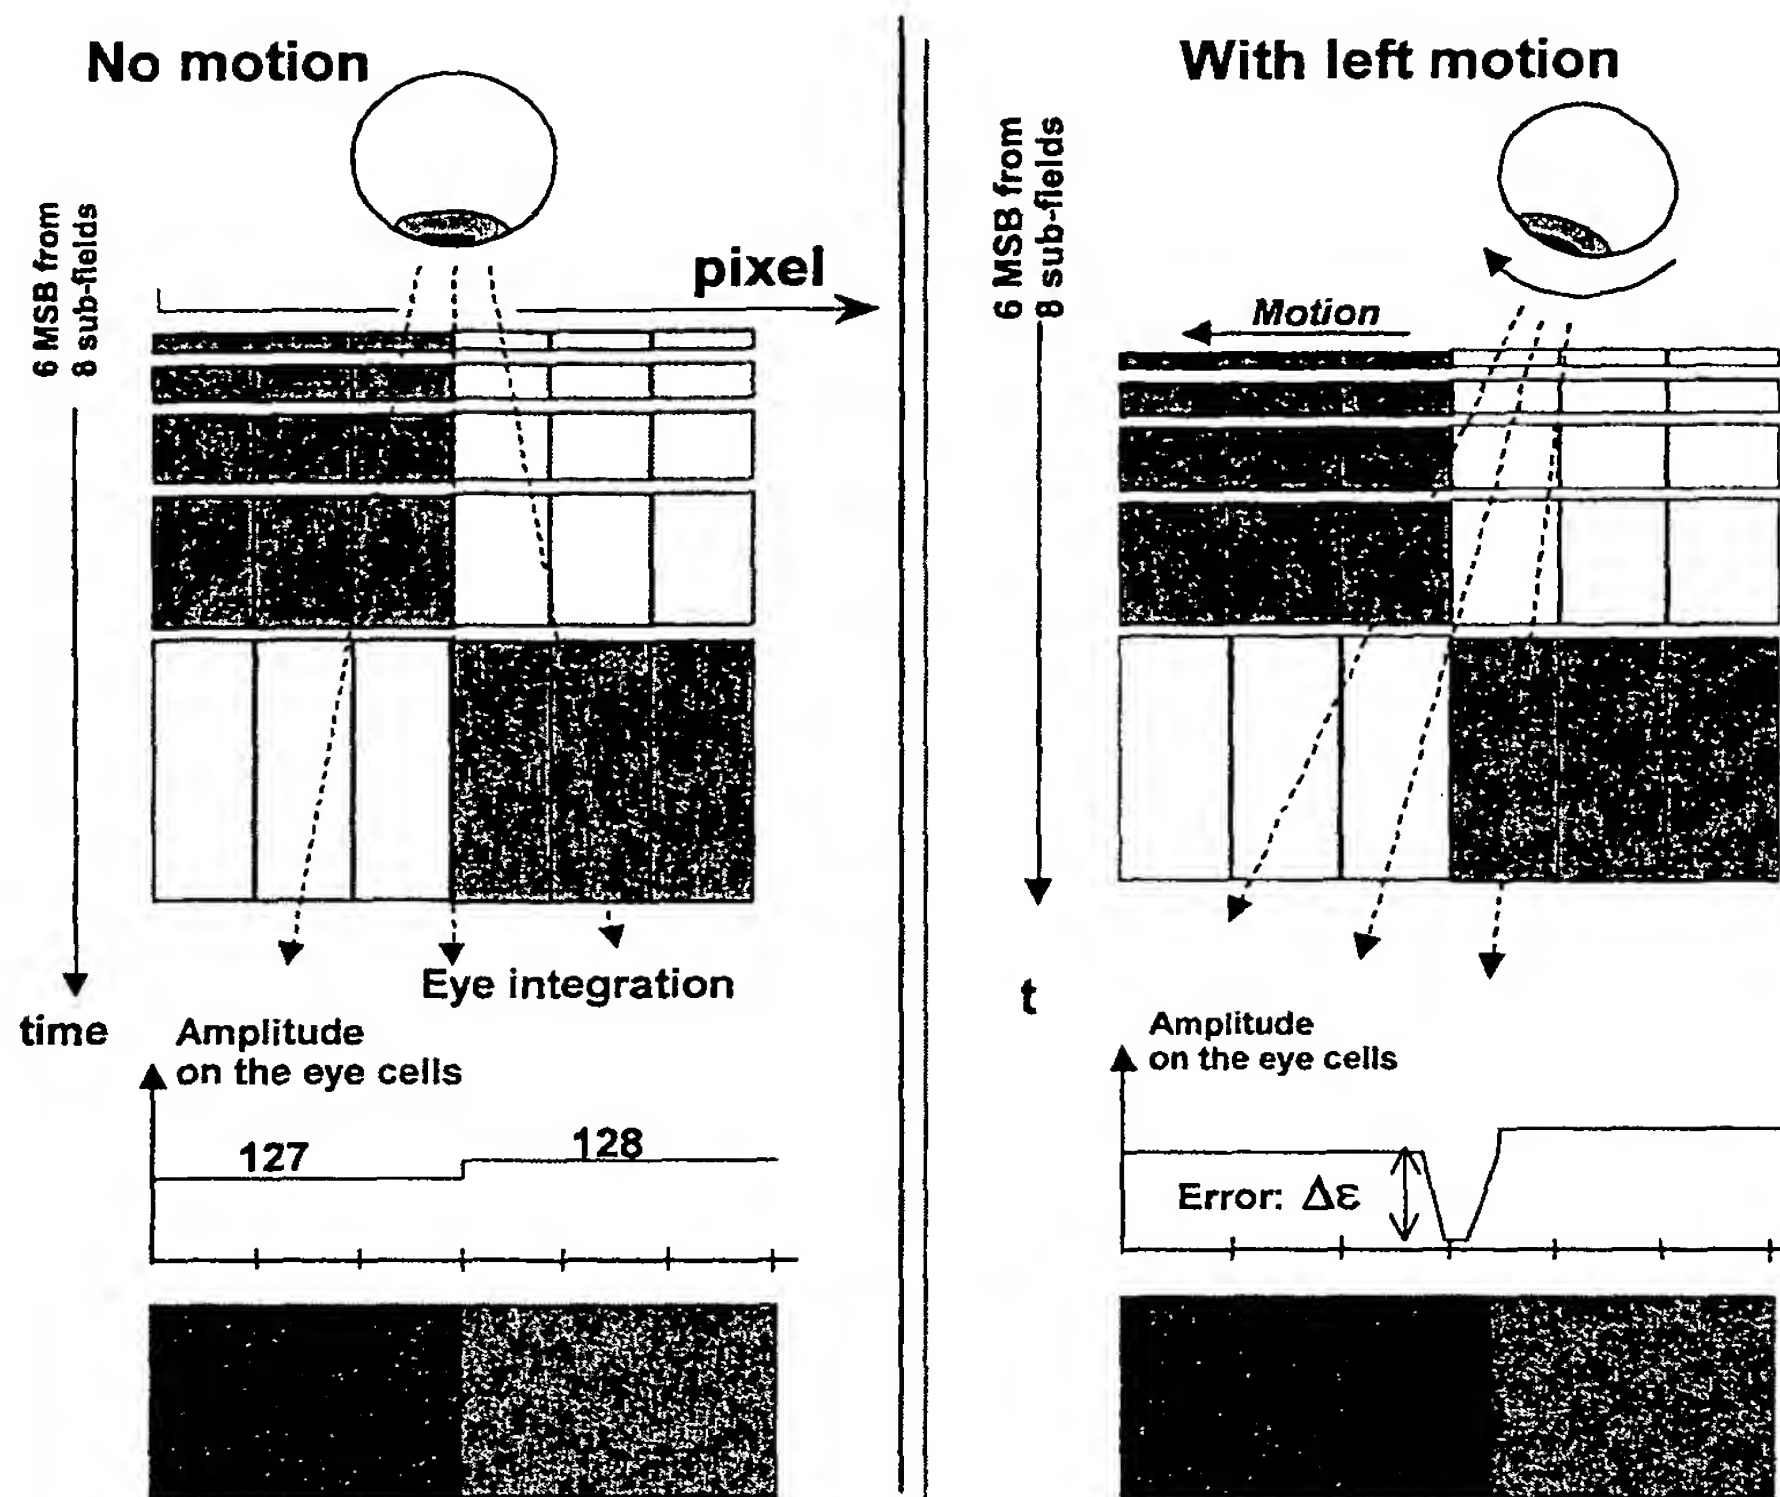 No motion
6 MSB from
8 sub-fields
pixel
Eye integration
time
Amplitude
on the eye cells
127
128
With left motion
6 MSB from
8 sub-fields
Motion
t
Amplitude
on the eye cells
Error: Δε